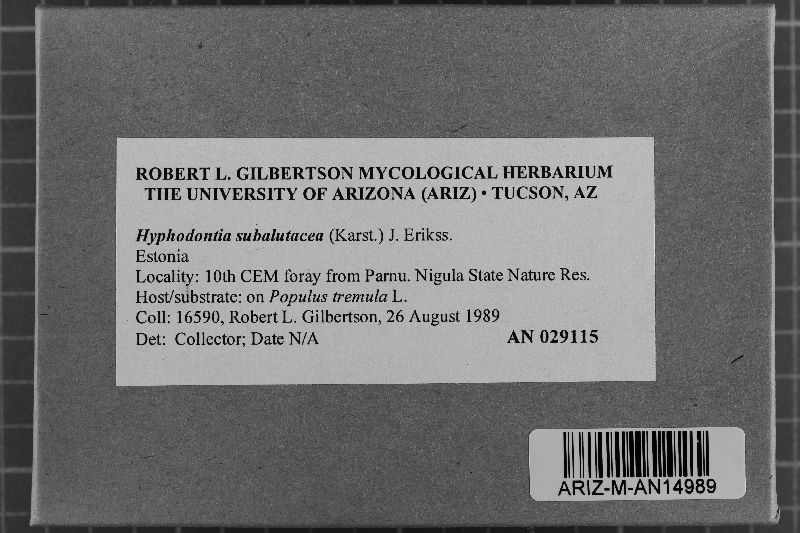 ROBERT L. GILBERTSON MYCOLOGICAL HERBARIUM
THE UNIVERSITY OF ARIZONA (ARIZ) • TUCSON, AZ
Hyphodontia subalutacea (Karst.) J. Erikss.
Estonia
Locality: 10th CEM foray from Parnu. Nigula State Nature Res.
Host/substrate: on Populus tremula L.
Coll: 16590, Robert L. Gilbertson, 26 August 1989
Det: Collector; Date N/A
AN 029115
ARIZ-M-AN14989